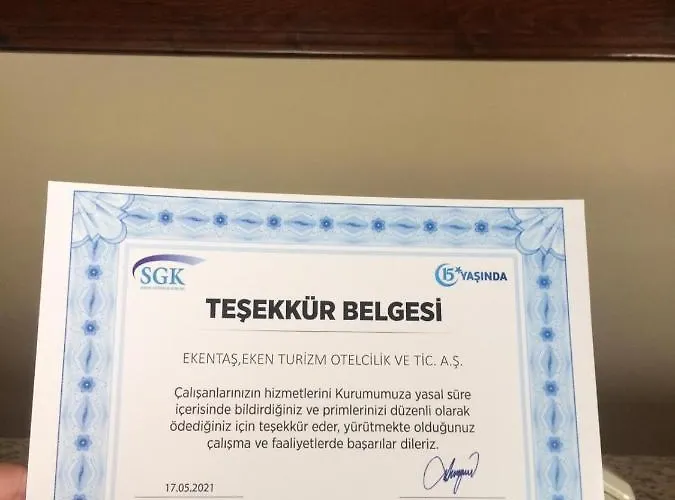 SGK
15 YAŞINDA
TEŞEKKÜR BELGESİ
EKENTAŞ,EKEN TURİZM OTELCİLİK VE TİC. A.Ş.
Çalışanlarınızın hizmetlerini Kurumumuza yasal süre
içerisinde bildirdiğiniz ve primlerinizi düzenli olarak
ödediğiniz için teşekkür eder, yürütmekte olduğunuz
çalışma ve faaliyetlerde başarılar dileriz.
17.05.2021